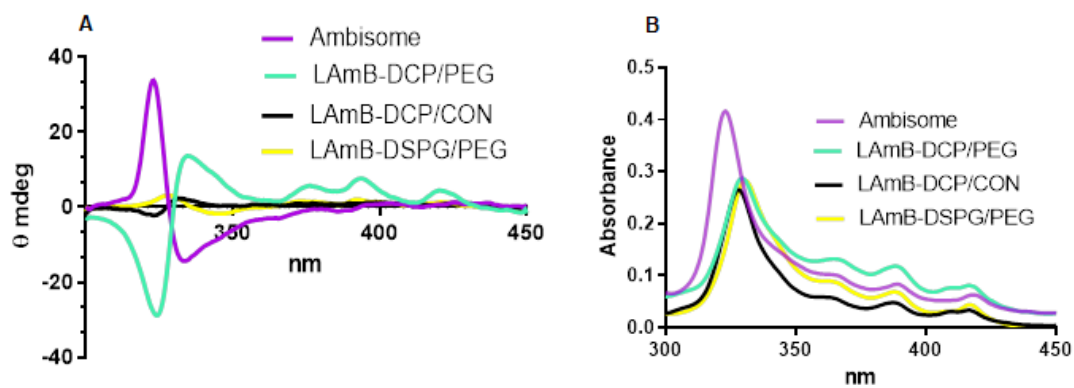 A
Ambisome
LAmB-DCP/PEG
LAmB-DCP/CON
LAmB-DSPG/PEG
40
20
0
-20
-40
350
400
450
nm
Θ mdeg
B
Ambisome
LAmB-DCP/PEG
LAmB-DCP/CON
LAmB-DSPG/PEG
0.5
0.4
0.3
0.2
0.1
0.0
300
350
400
450
nm
Absorbance